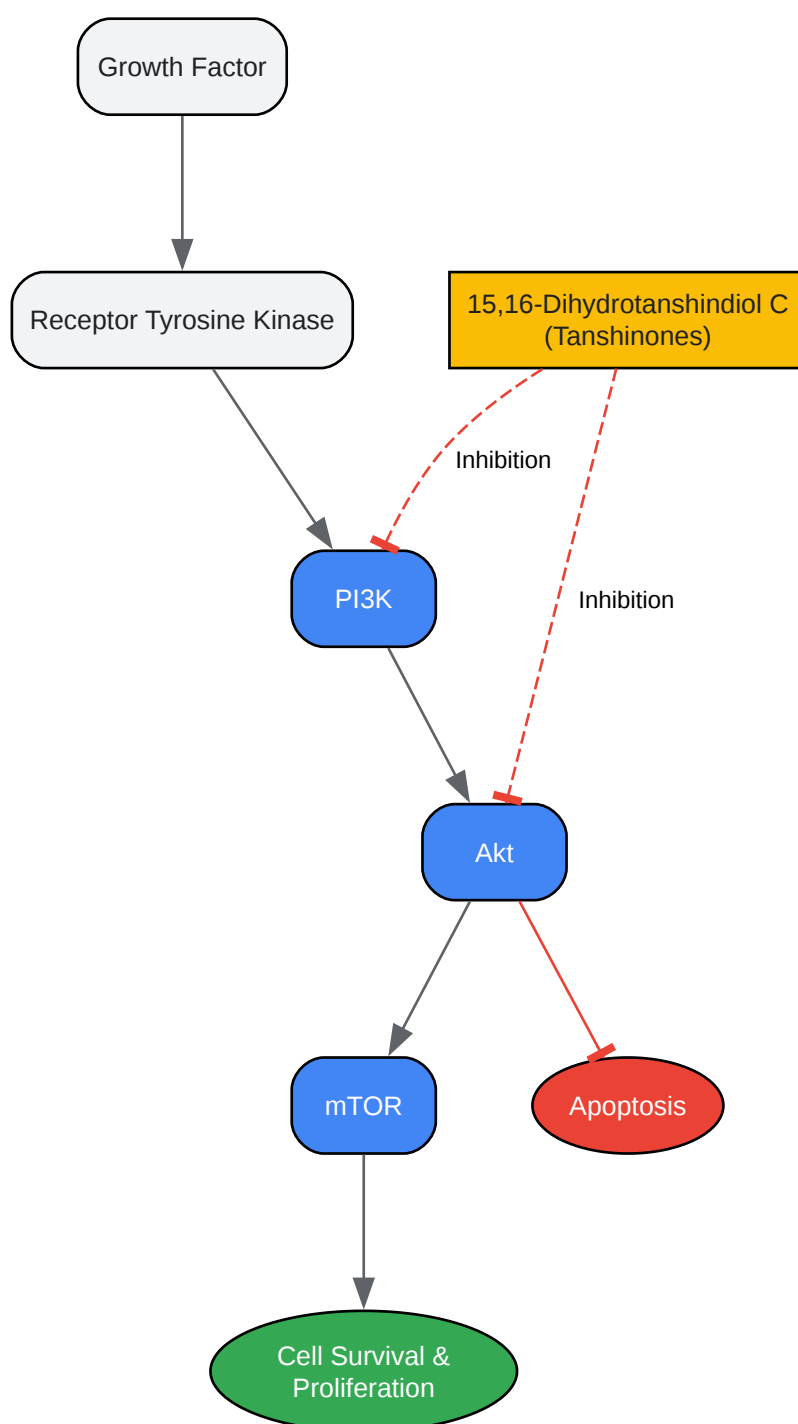 Growth Factor
Receptor Tyrosine Kinase
15,16-Dihydrotanshindiol C
(Tanshinones)
Inhibition
PI3K
Inhibition
Akt
mTOR
Apoptosis
Cell Survival &
Proliferation